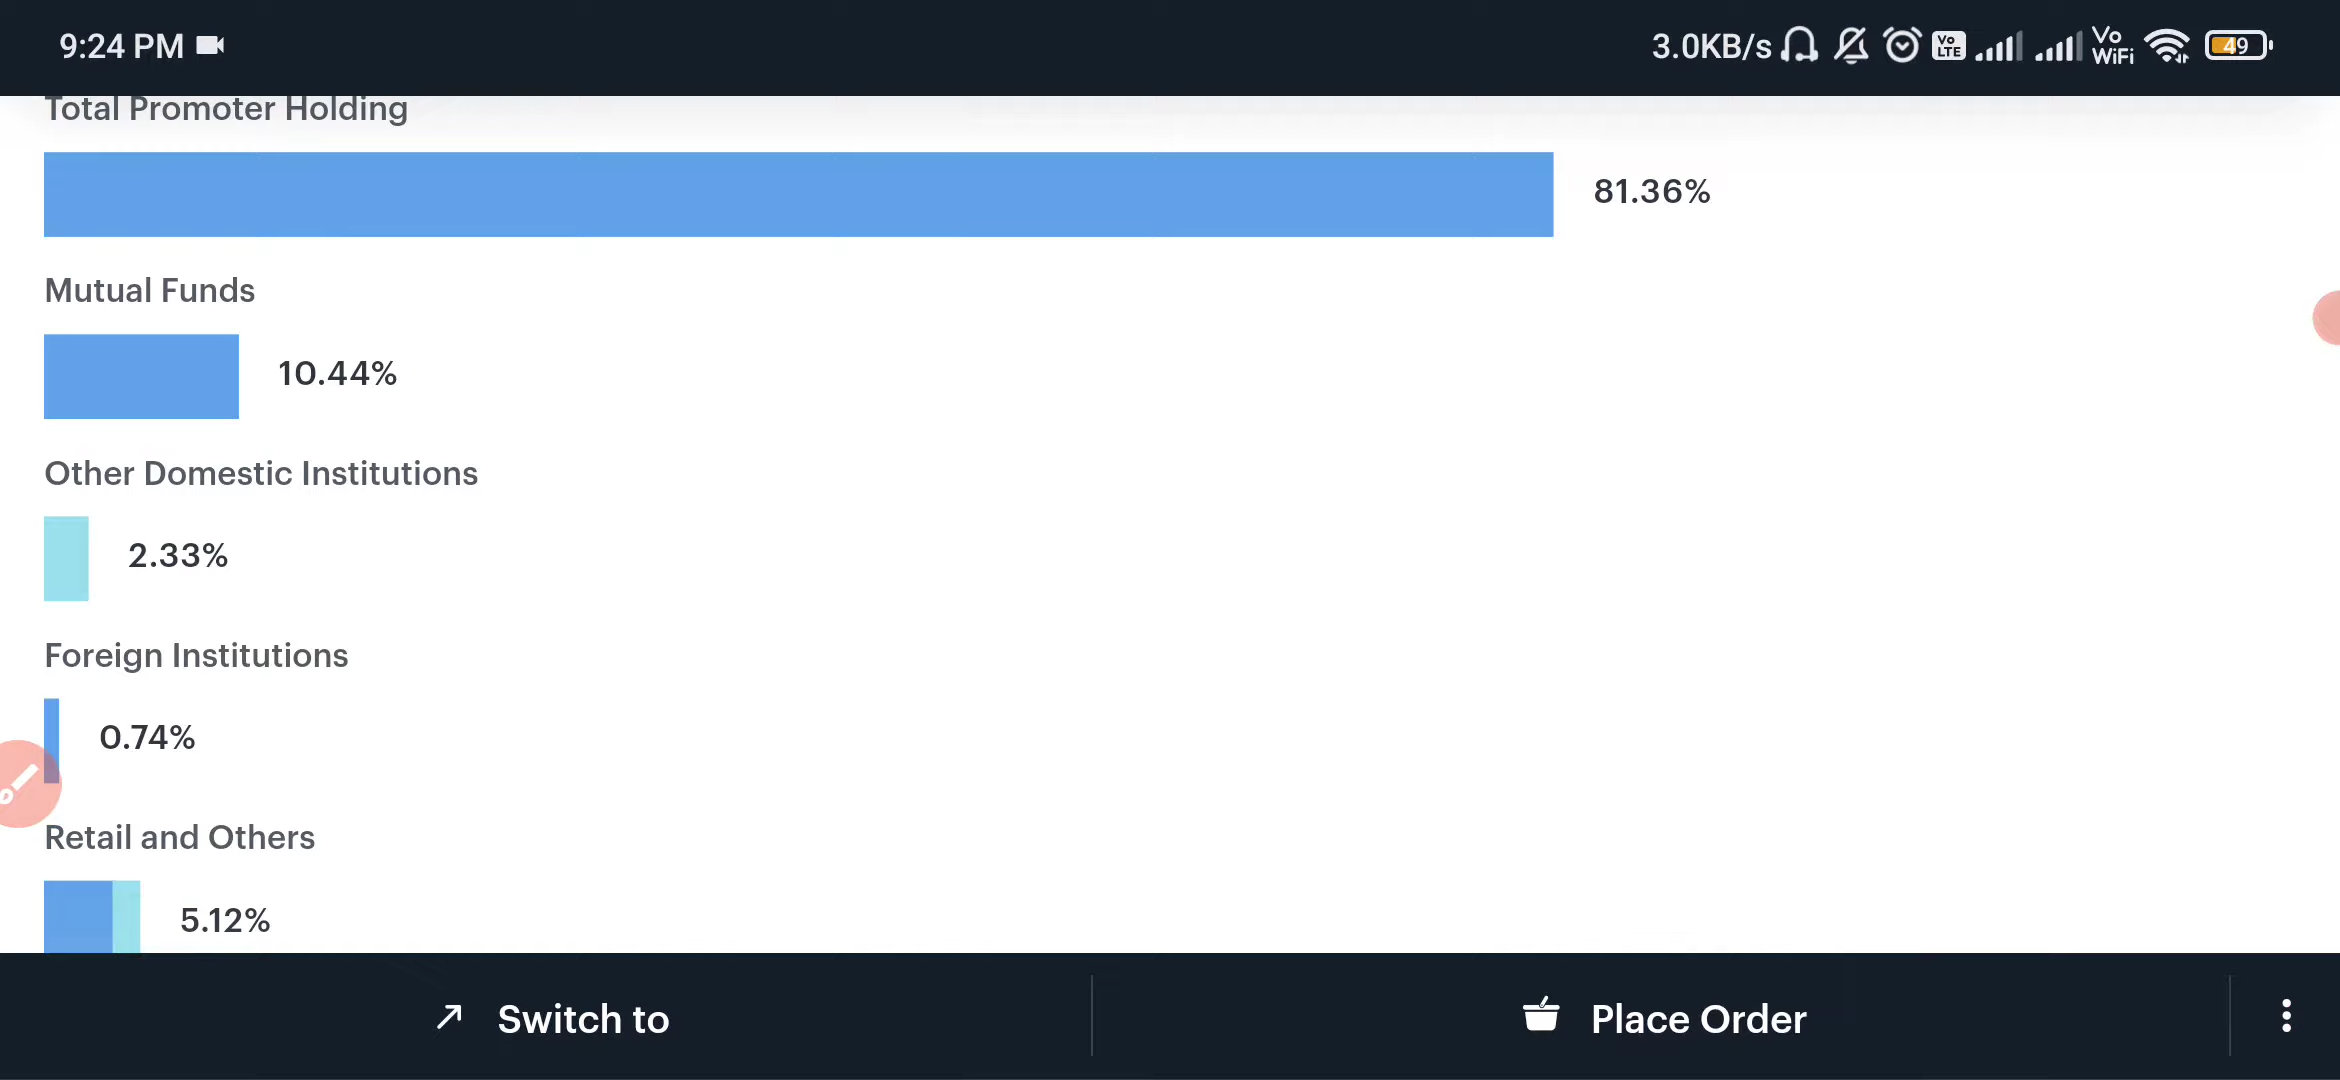 9:24 PM
3.0KB/s Vo LTE Vo WiFi 49
Total Promoter Holding
81.36%
Mutual Funds
10.44%
Other Domestic Institutions
2.33%
Foreign Institutions
0.74%
Retail and Others
5.12%
Switch to
Place Order